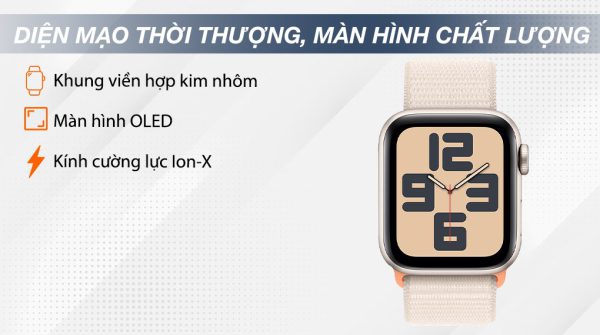 DIỆN MẠO THỜI THƯỢNG, MÀN HÌNH CHẤT LƯỢNG
Khung viền hợp kim nhôm
Màn hình OLED
Kính cường lực Ion-X
12
9 3
6